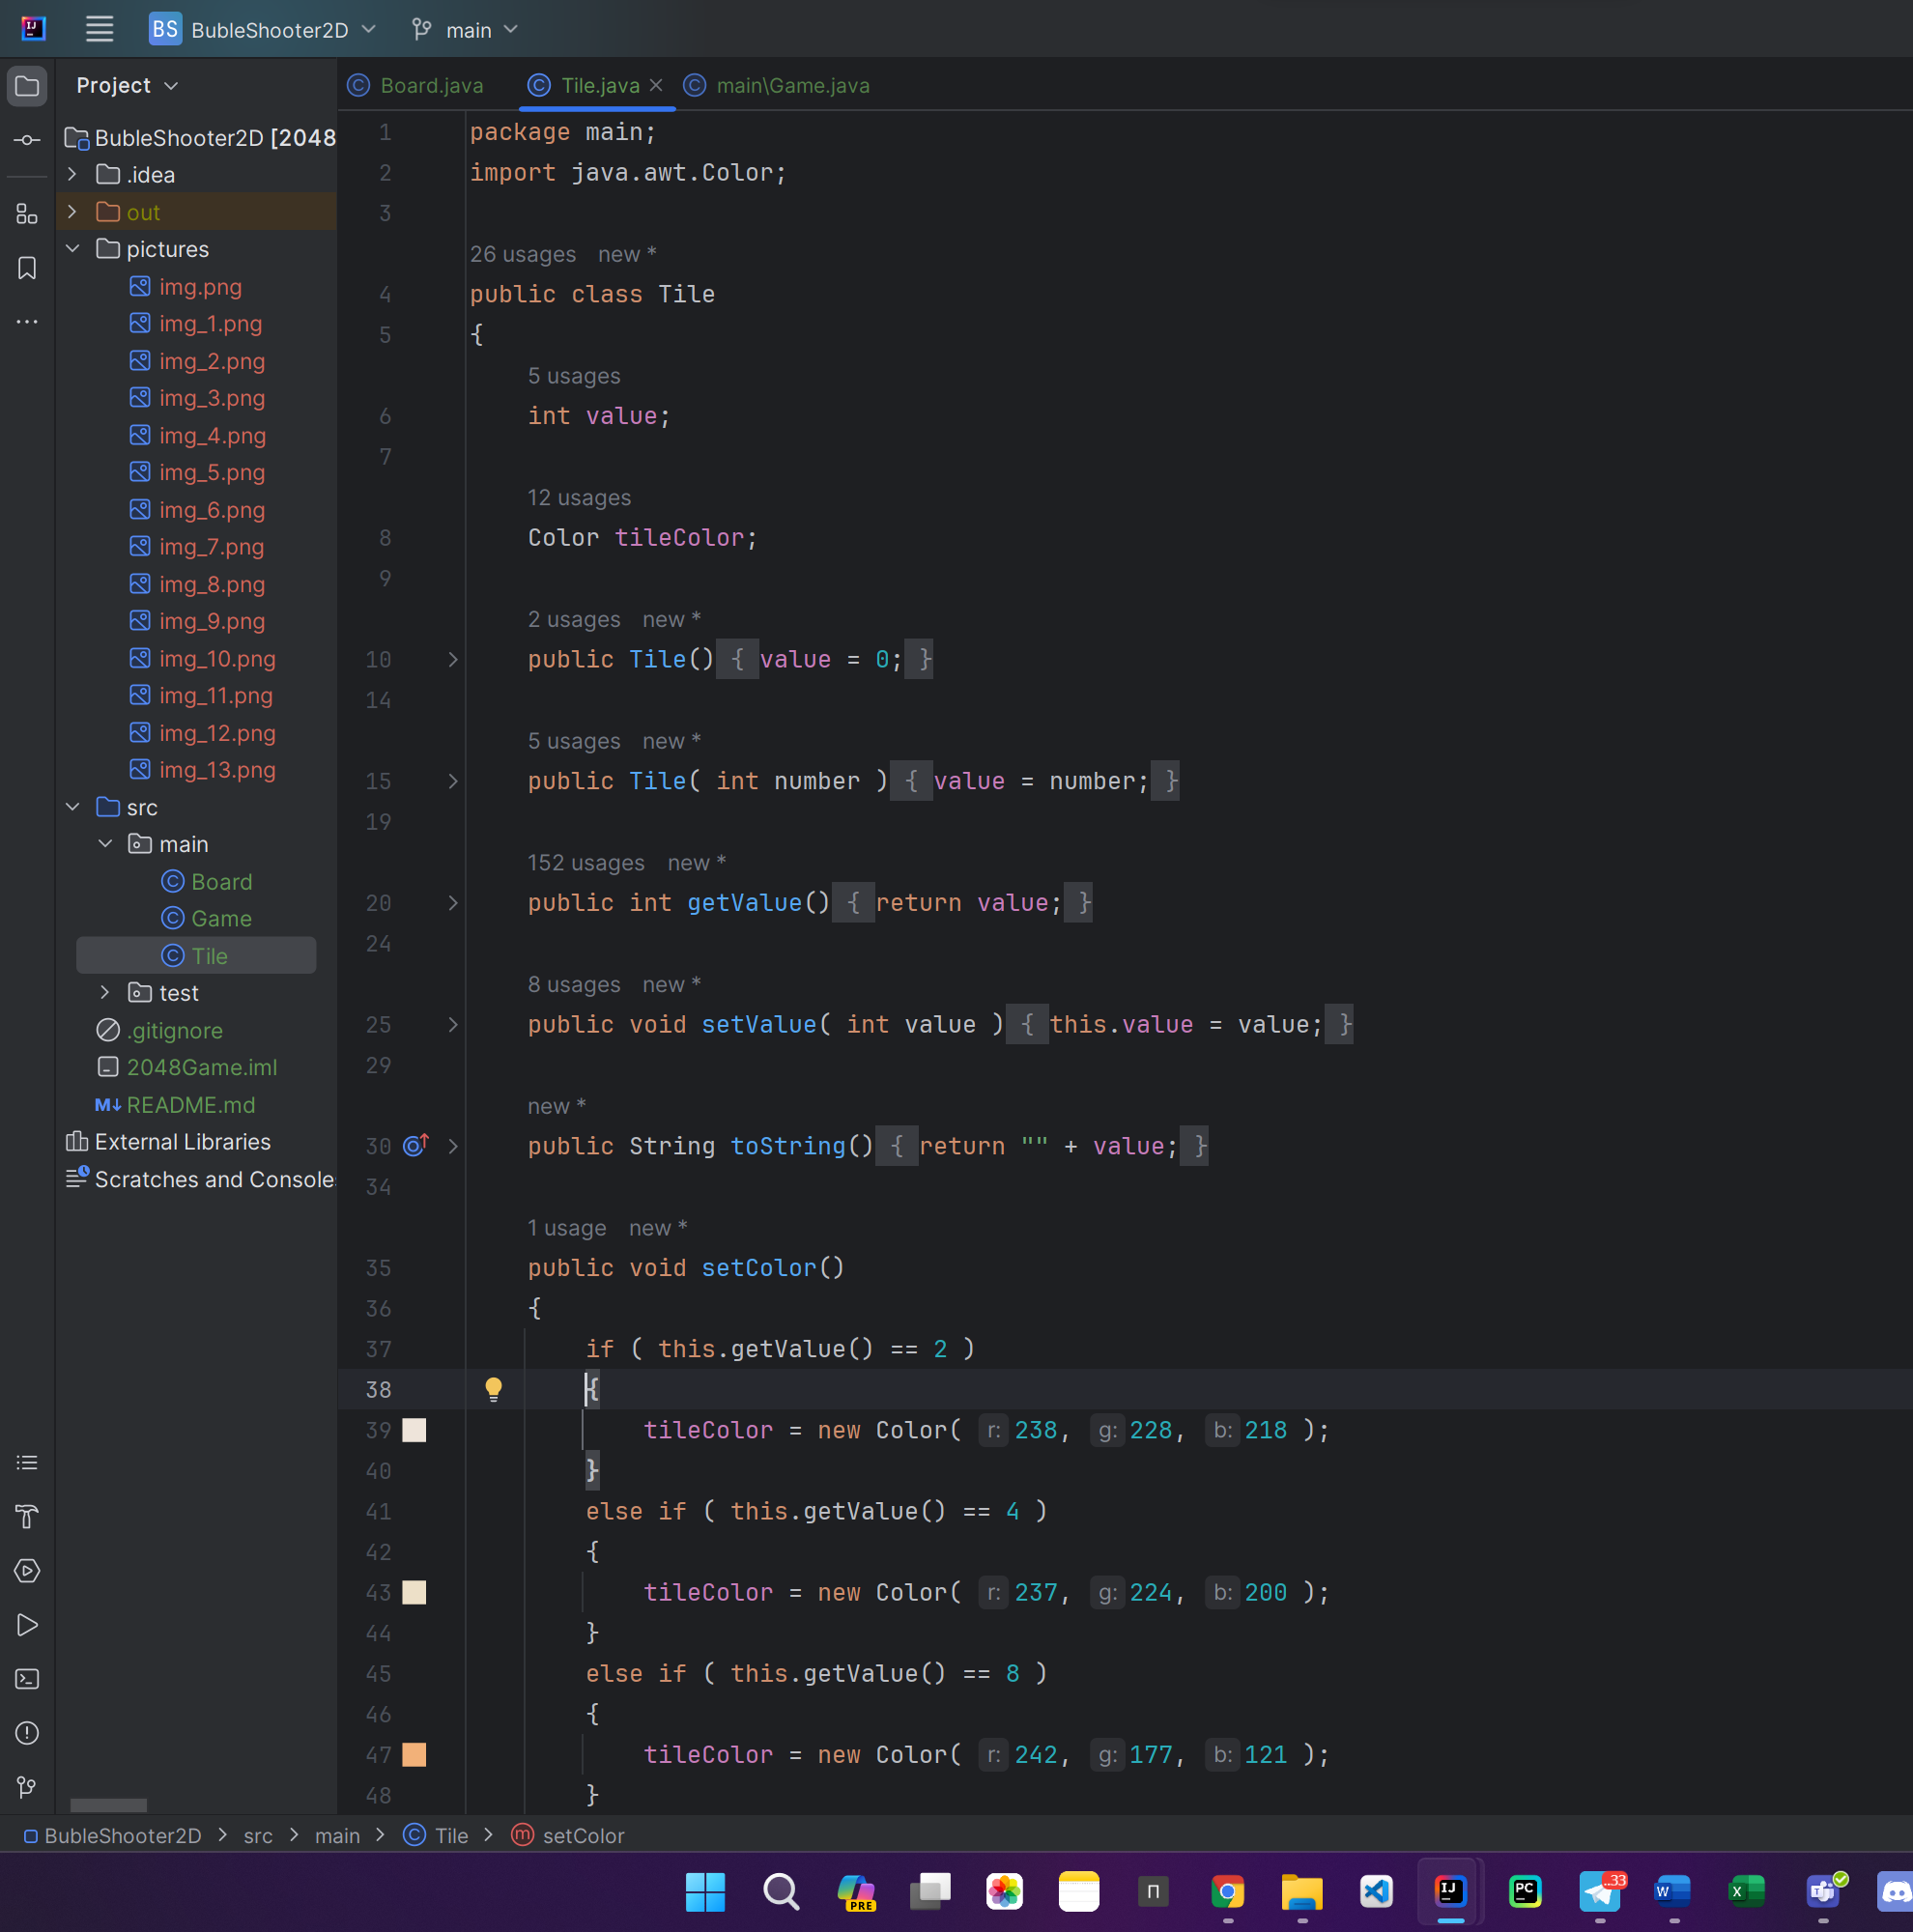 BS BubleShooter2D main
Project
Board.java Tile.java main\Game.java
BubleShooter2D [2048
.idea
out
pictures
img.png
img_1.png
img_2.png
img_3.png
img_4.png
img_5.png
img_6.png
img_7.png
img_8.png
img_9.png
img_10.png
img_11.png
img_12.png
img_13.png
src
main
Board
Game
Tile
test
.gitignore
2048Game.iml
README.md
External Libraries
Scratches and Console
1 package main;
2 import java.awt.Color;
3
26 usages new *
4 public class Tile
5 {
5 usages
6 int value;
7
12 usages
8 Color tileColor;
9
2 usages new *
10 public Tile() { value = 0; }
14
5 usages new *
15 public Tile( int number ) { value = number; }
19
152 usages new *
20 public int getValue() { return value; }
24
8 usages new *
25 public void setValue( int value ) { this.value = value; }
29
new *
30 public String toString() { return "" + value; }
34
1 usage new *
35 public void setColor()
36 {
37 if ( this.getValue() == 2 )
38 {
39 tileColor = new Color( r: 238, g: 228, b: 218 );
40 }
41 else if ( this.getValue() == 4 )
42 {
43 tileColor = new Color( r: 237, g: 224, b: 200 );
44 }
45 else if ( this.getValue() == 8 )
46 {
47 tileColor = new Color( r: 242, g: 177, b: 121 );
48 }
BubleShooter2D > src > main > Tile > setColor
PRE
IJ
PC
..33
W
X